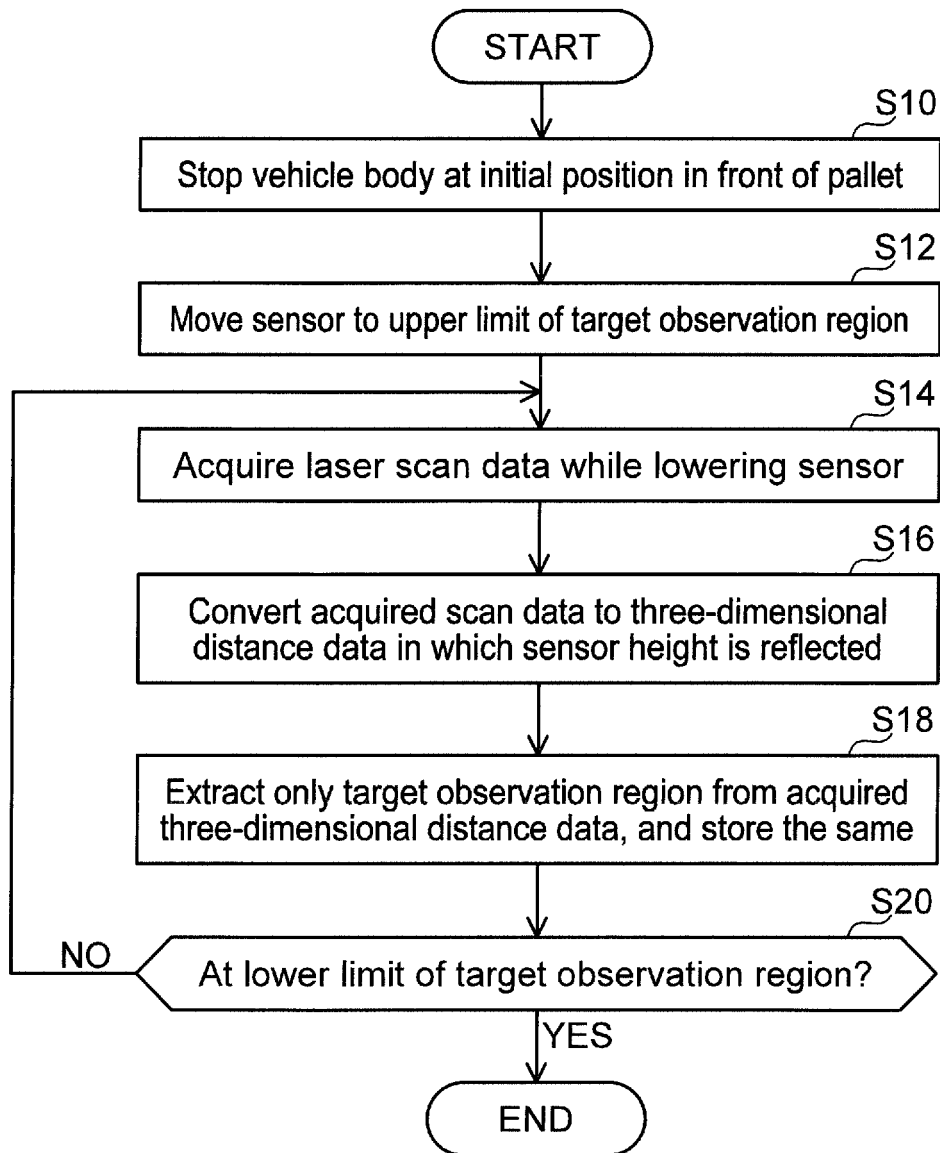 START
S10
Stop vehicle body at initial position in front of pallet
S12
Move sensor to upper limit of target observation region
S14
Acquire laser scan data while lowering sensor
S16
Convert acquired scan data to three-dimensional
distance data in which sensor height is reflected
S18
Extract only target observation region from acquired
three-dimensional distance data, and store the same
S20
NO
At lower limit of target observation region?
YES
END